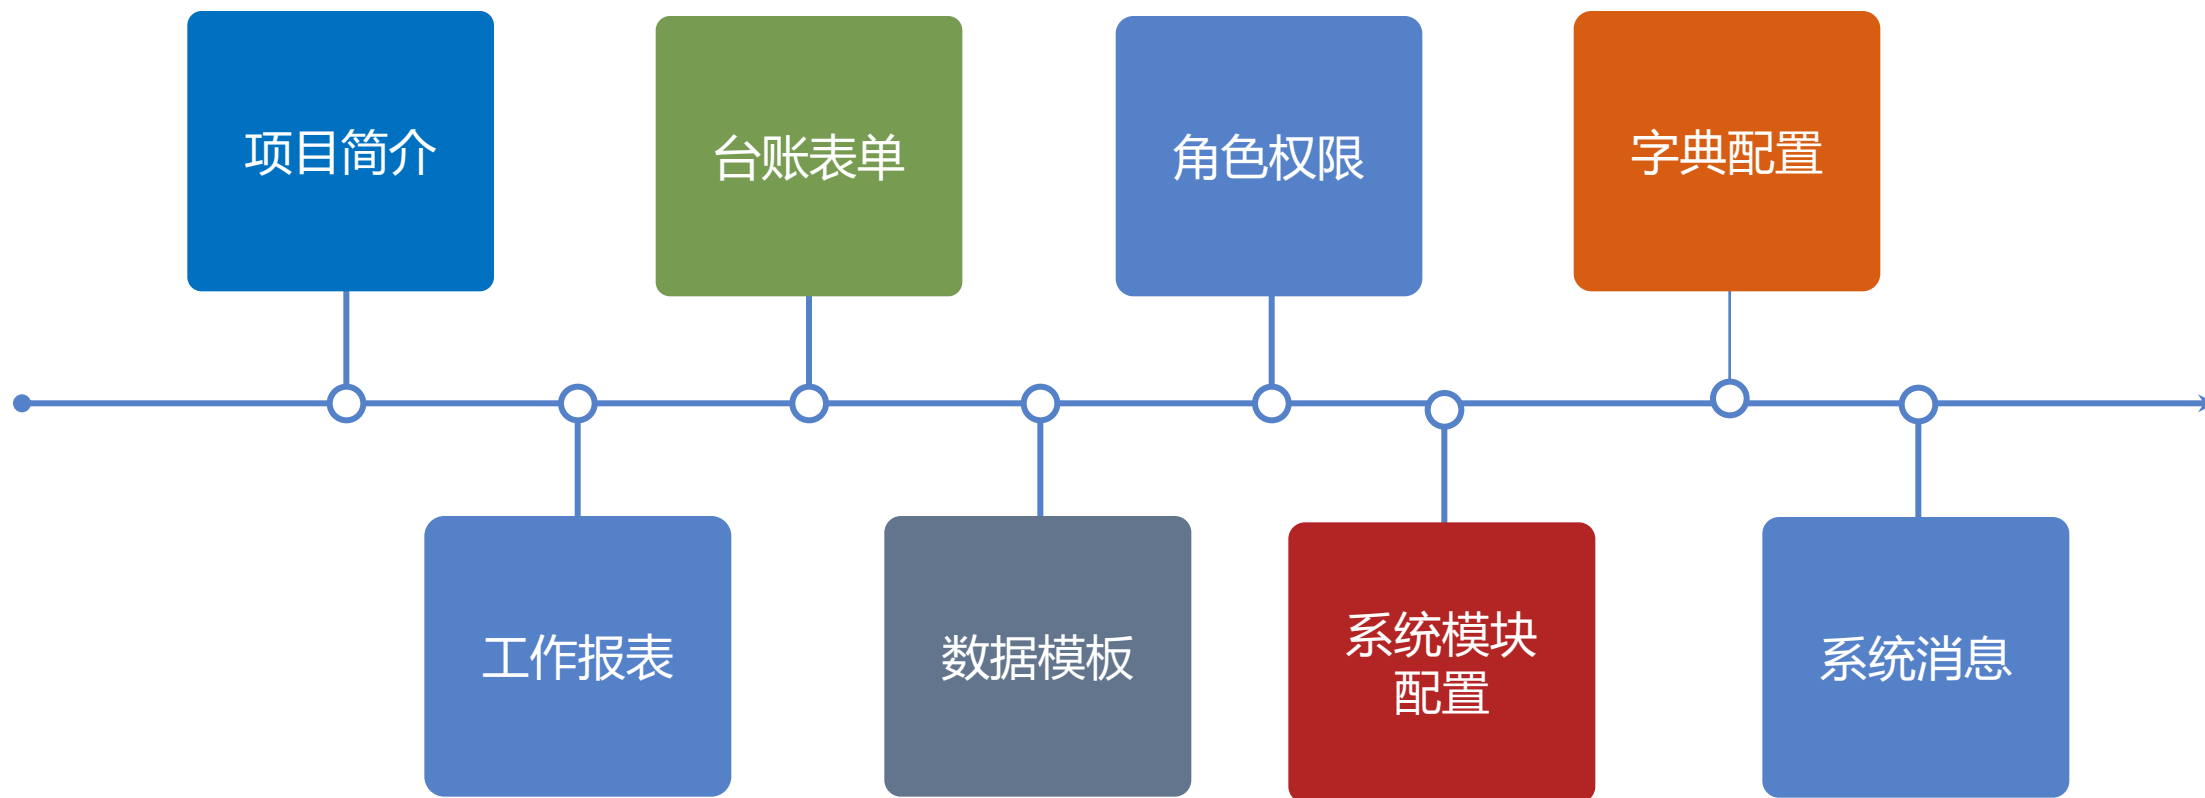 项目简介
台账表单
角色权限
字典配置
工作报表
数据模板
系统模块
配置
系统消息